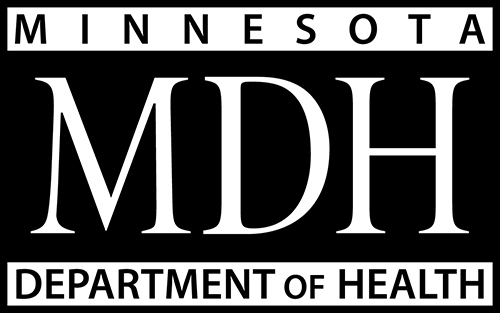 MINNESOTA
MDH
DEPARTMENT OF HEALTH